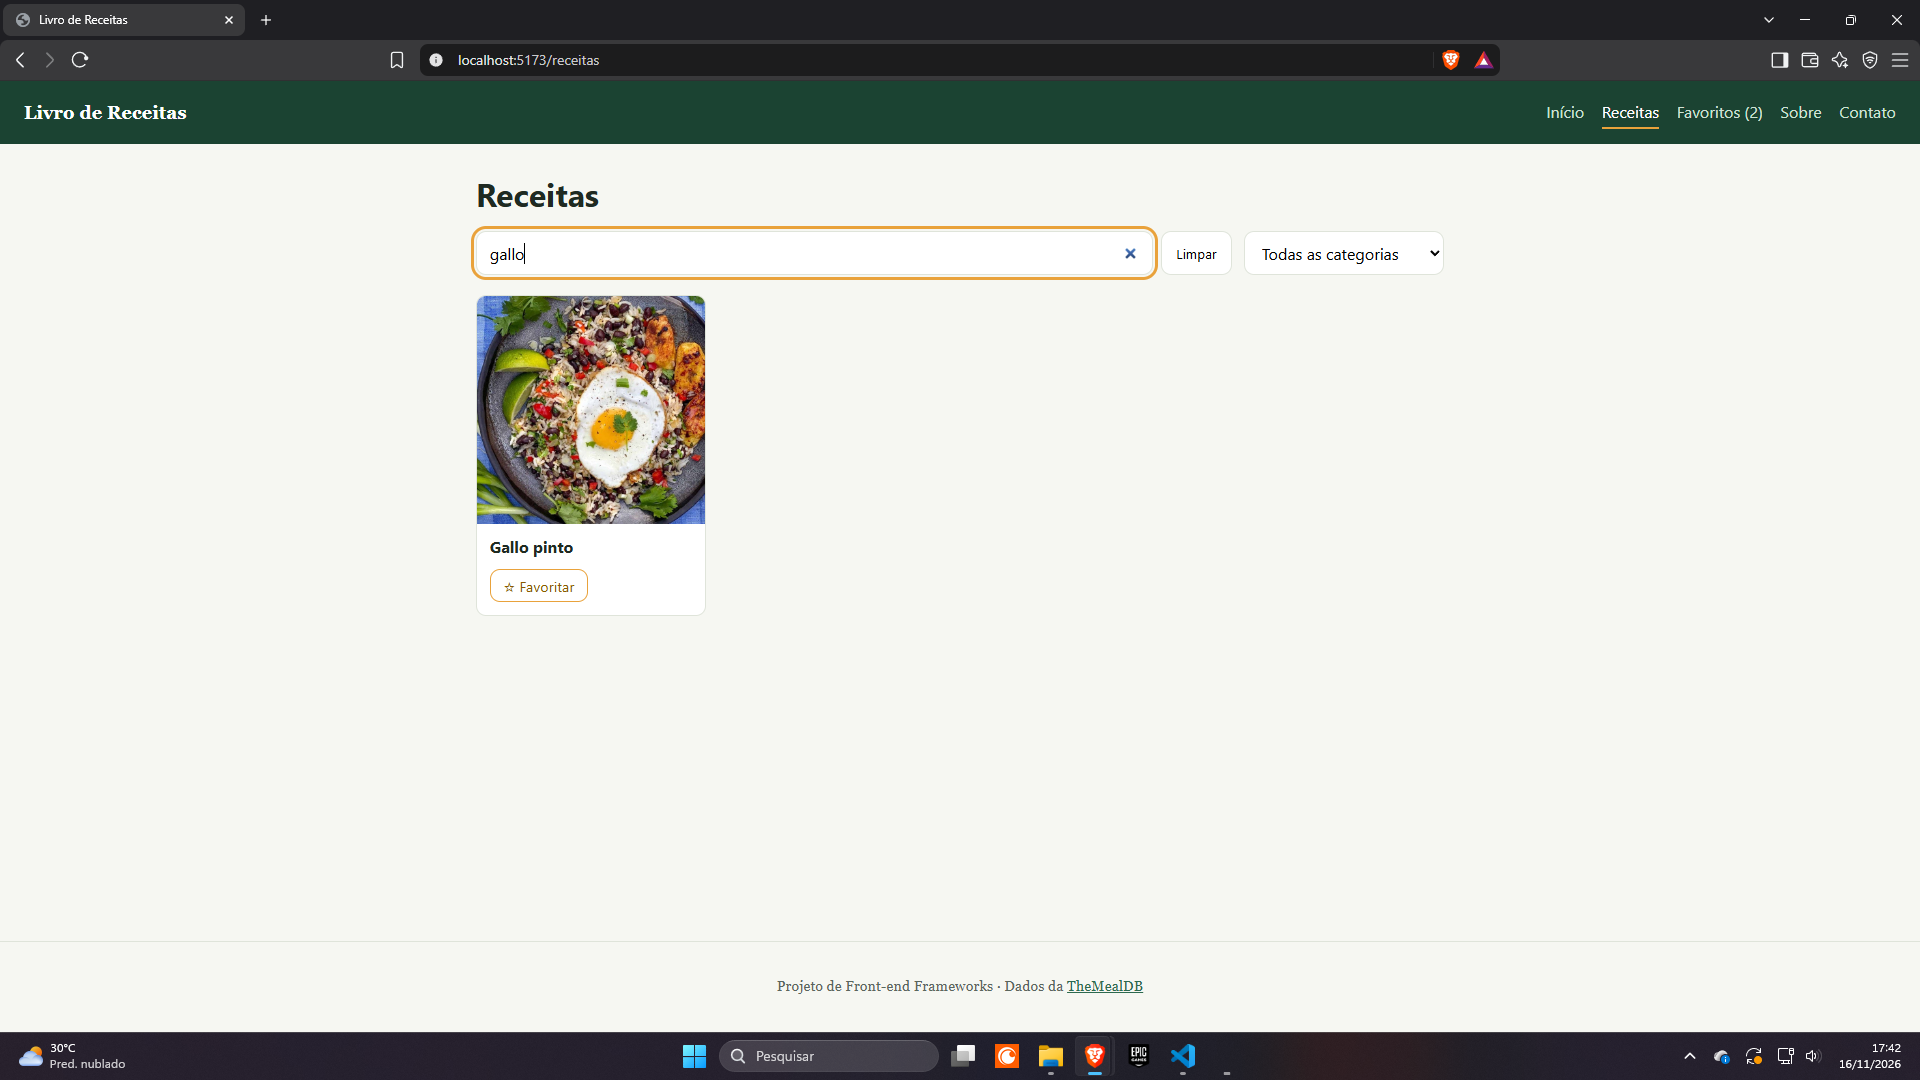 Livro de Receitas
localhost:5173/receitas
Livro de Receitas
Início Receitas Favoritos (2) Sobre Contato
Receitas
gallo
Limpar
Todas as categorias
Gallo pinto
☆ Favoritar
Projeto de Front-end Frameworks · Dados da TheMealDB
30°C
Pred. nublado
Pesquisar
EPIC
GAMES
17:42
16/11/2026